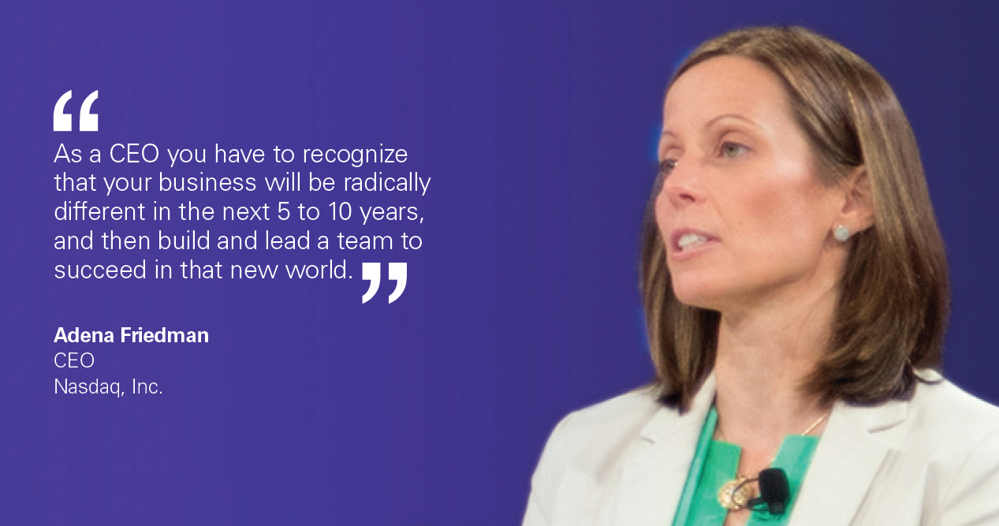 “
As a CEO you have to recognize
that your business will be radically
different in the next 5 to 10 years,
and then build and lead a team to
succeed in that new world. ”
Adena Friedman
CEO
Nasdaq, Inc.